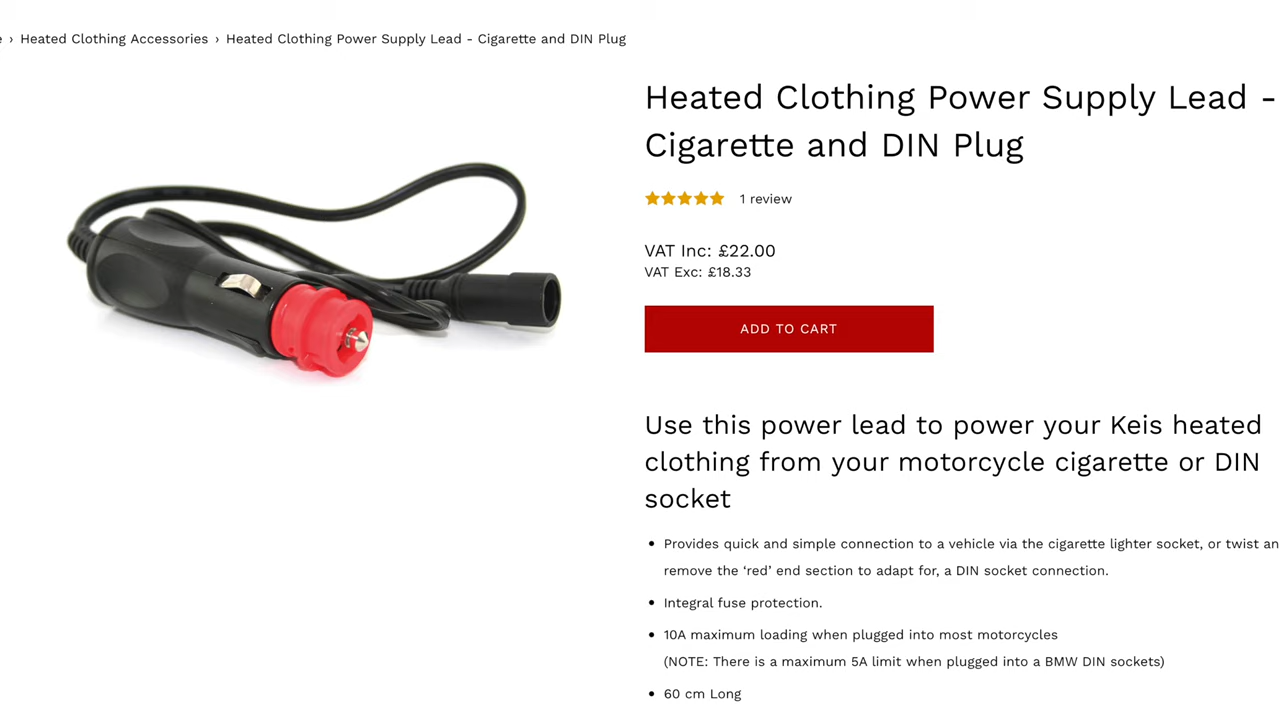 › Heated Clothing Accessories › Heated Clothing Power Supply Lead - Cigarette and DIN Plug
Heated Clothing Power Supply Lead -
Cigarette and DIN Plug
1 review
VAT Inc: £22.00
VAT Exc: £18.33
ADD TO CART
Use this power lead to power your Keis heated
clothing from your motorcycle cigarette or DIN
socket
• Provides quick and simple connection to a vehicle via the cigarette lighter socket, or twist an
remove the ‘red’ end section to adapt for, a DIN socket connection.
• Integral fuse protection.
• 10A maximum loading when plugged into most motorcycles
(NOTE: There is a maximum 5A limit when plugged into a BMW DIN sockets)
• 60 cm Long